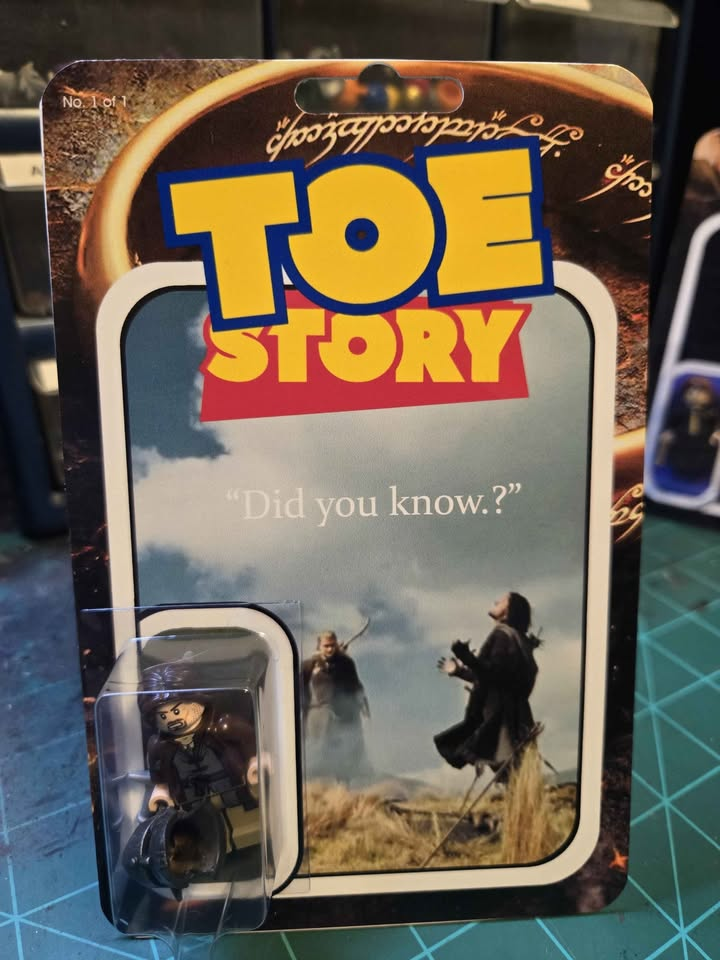 No. 1 of 1
TOE
STORY
“Did you know.?”